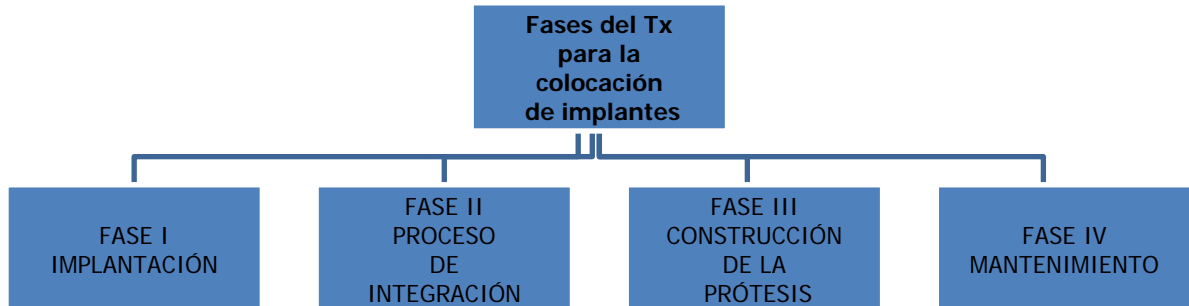 Fases del Tx
para la
colocación
de implantes
FASE I
IMPLANTACIÓN
FASE II
PROCESO
DE
INTEGRACIÓN
FASE III
CONSTRUCCIÓN
DE LA
PRÓTESIS
FASE IV
MANTENIMIENTO